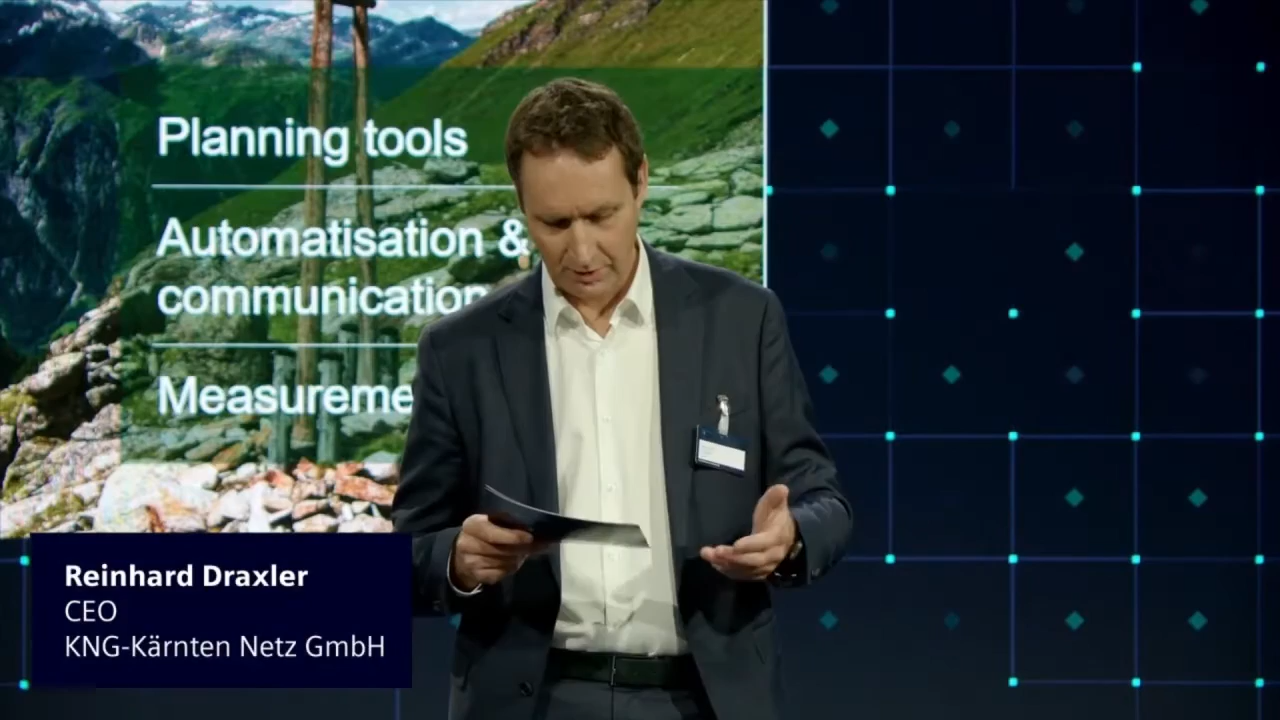 Planning tools
Automatisation &
communication
Measureme
Reinhard Draxler
CEO
KNG-Kärnten Netz GmbH